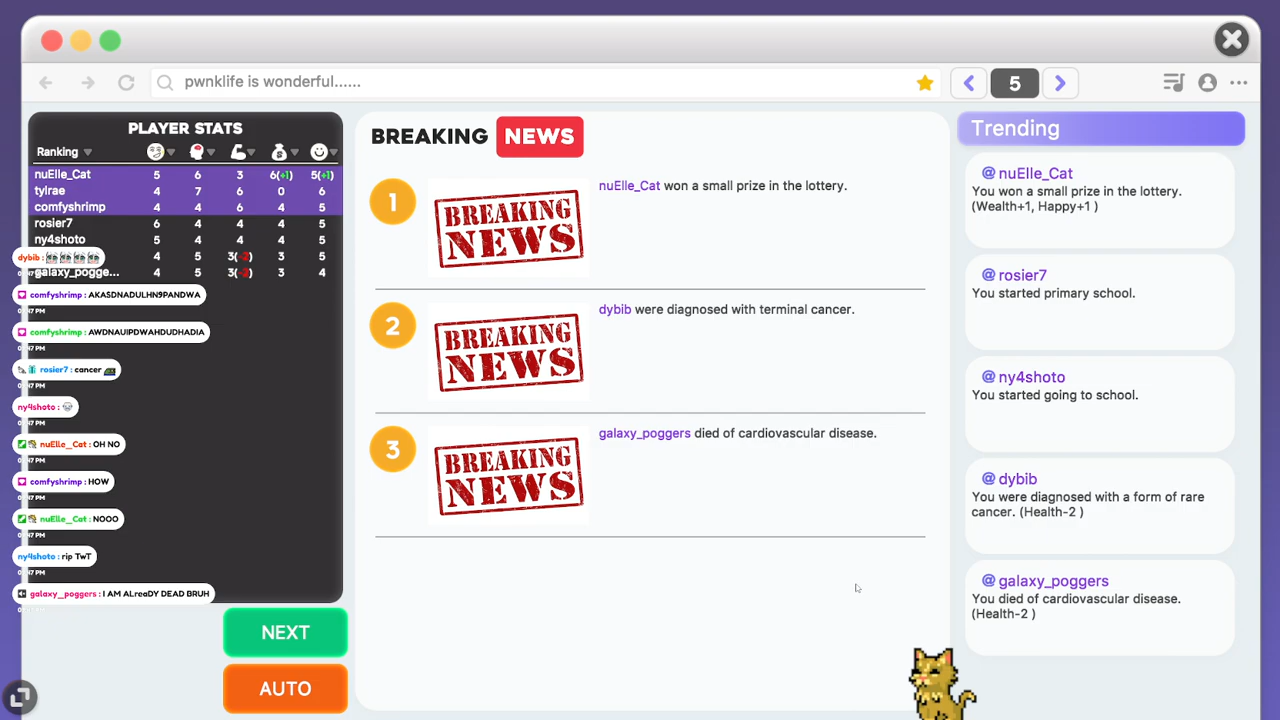 pwnklife is wonderful......
5
PLAYER STATS
Ranking
nuElle_Cat 5 6 3 6(+1) 5(+1)
tylrae 4 7 6 0 6
comfyshrimp 4 4 6 4 5
rosier7 6 4 4 4 5
ny4shoto 5 4 4 4 5
4 5 3(-2) 3 5
galaxy_pogge... 4 5 3(-2) 3 4
dybib :
comfyshrimp : AKASDNADULHN9PANDWA
comfyshrimp : AWDNAUIPDWAHDUDHADIA
rosier7 : cancer
ny4shoto :
nuElle_Cat : OH NO
comfyshrimp : HOW
nuElle_Cat : NOOO
ny4shoto : rip TwT
galaxy_poggers : I AM ALreaDY DEAD BRUH
NEXT
AUTO
BREAKING NEWS
1
BREAKING
NEWS
nuElle_Cat won a small prize in the lottery.
2
BREAKING
NEWS
dybib were diagnosed with terminal cancer.
3
BREAKING
NEWS
galaxy_poggers died of cardiovascular disease.
Trending
@ nuElle_Cat
You won a small prize in the lottery.
(Wealth+1, Happy+1 )
@ rosier7
You started primary school.
@ ny4shoto
You started going to school.
@ dybib
You were diagnosed with a form of rare
cancer. (Health-2 )
@ galaxy_poggers
You died of cardiovascular disease.
(Health-2 )